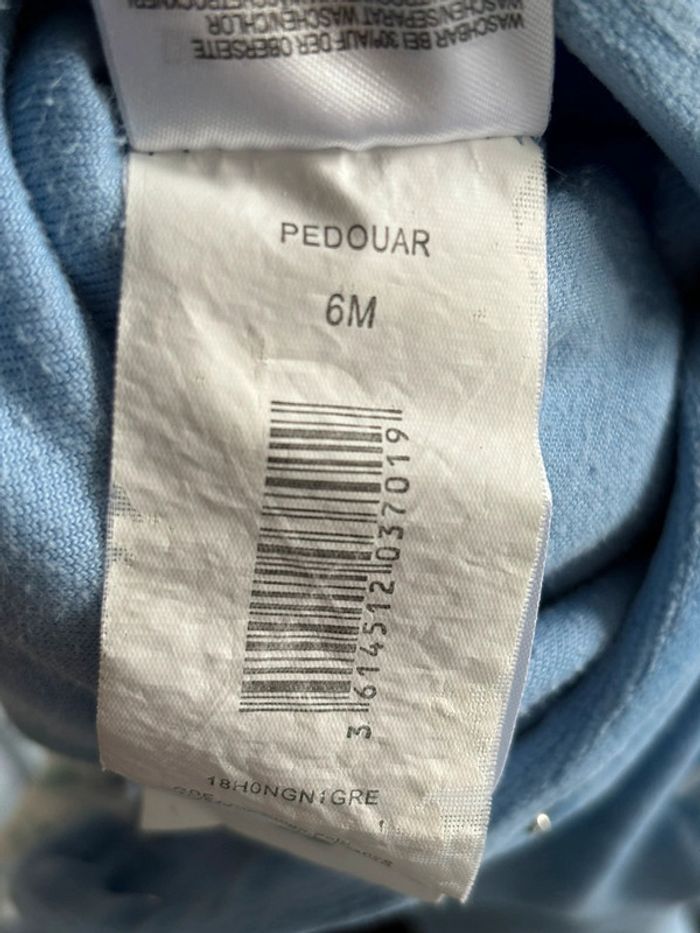 WASCHBAR BEI 30°/AUF DER OBERSEITE
WASCHEN/SEPARAT WASCHEN/CHLOR
PEDOUAR
6M
3 614512 037019
18H0NGN1GRE